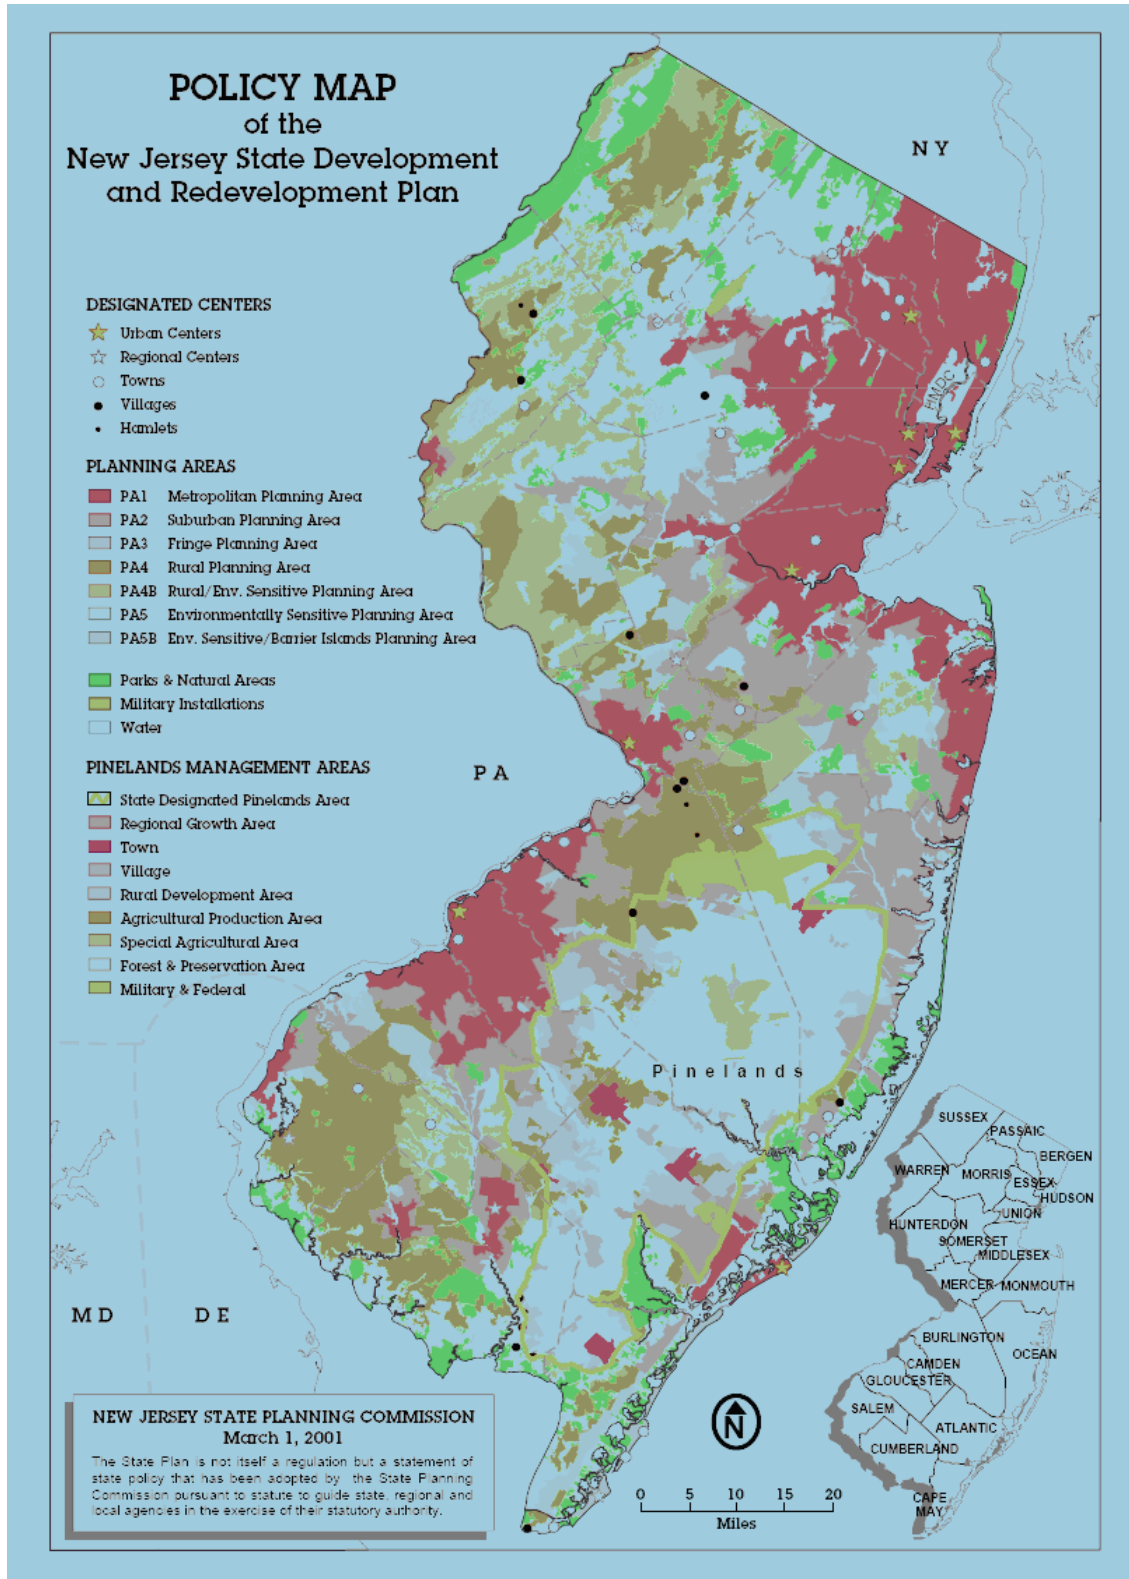 POLICY MAP
of the
New Jersey State Development
and Redevelopment Plan
NY
DESIGNATED CENTERS
Urban Centers
Regional Centers
Towns
Villages
Hamlets
PLANNING AREAS
PA1 Metropolitan Planning Area
PA2 Suburban Planning Area
PA3 Fringe Planning Area
PA4 Rural Planning Area
PA4B Rural/Env. Sensitive Planning Area
PA5 Environmentally Sensitive Planning Area
PA5B Env. Sensitive/Barrier Islands Planning Area
Parks & Natural Areas
Military Installations
Water
PINELANDS MANAGEMENT AREAS
State Designated Pinelands Area
Regional Growth Area
Town
Village
Rural Development Area
Agricultural Production Area
Special Agricultural Area
Forest & Preservation Area
Military & Federal
HMDC
PA
Pinelands
MD
DE
SUSSEX
PASSAIC
BERGEN
WARREN
MORRIS
ESSEX
HUDSON
UNION
HUNTERDON
SOMERSET
MIDDLESEX
MERCER
MONMOUTH
BURLINGTON
OCEAN
CAMDEN
GLOUCESTER
SALEM
ATLANTIC
CUMBERLAND
CAPE
MAY
NEW JERSEY STATE PLANNING COMMISSION
March 1, 2001
The State Plan is not itself a regulation but a statement of
state policy that has been adopted by the State Planning
Commission pursuant to statute to guide state, regional and
local agencies in the exercise of their statutory authority.
N
0 5 10 15 20
Miles